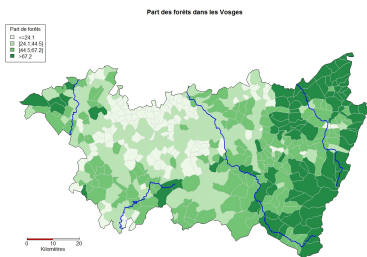 Part des forêts dans les Vosges
Part de forêts
<=24.1
]24.1;44.5]
]44.5;67.2]
>67.2
0 10 20
Kilomètres